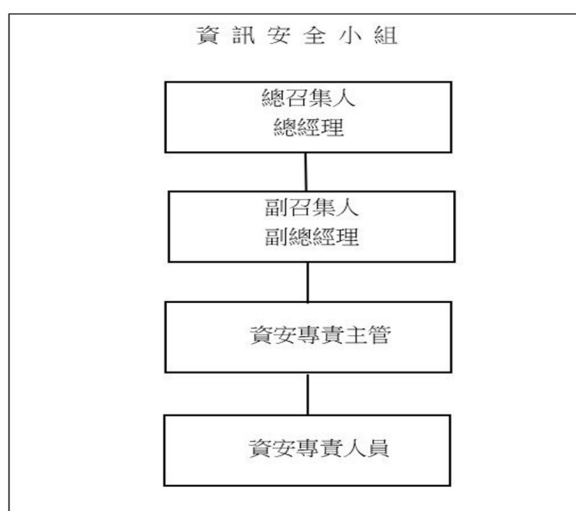 資訊安全小組
總召集人
總經理
副召集人
副總經理
資安專責主管
資安專責人員